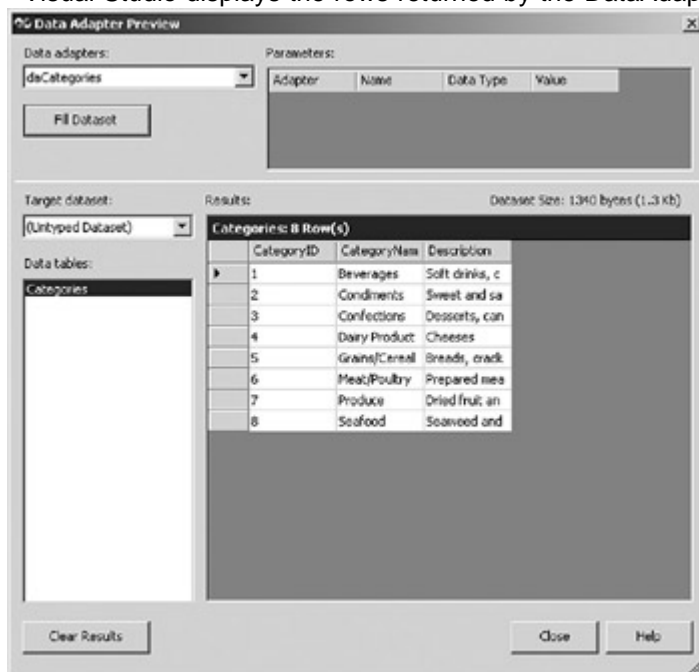 Visual Studio displays the rows returned by the DataAdap
Data Adapter Preview
Data adapters:
daCategories
Fill Dataset
Parameters:
Adapter Name Data Type Value
Target dataset:
(Untyped Dataset)
Data tables:
Categories
Results:
Dataset Size: 1340 bytes (1.3 Kb)
Categories: 8 Row(s)
CategoryID CategoryNam Description
1 Beverages Soft drinks, c
2 Condiments Sweet and sa
3 Confections Desserts, can
4 Dairy Product Cheeses
5 Grains/Cereal Breads, crack
6 Meat/Poultry Prepared mea
7 Produce Dried fruit an
8 Seafood Seaweed and
Clear Results
Close
Help